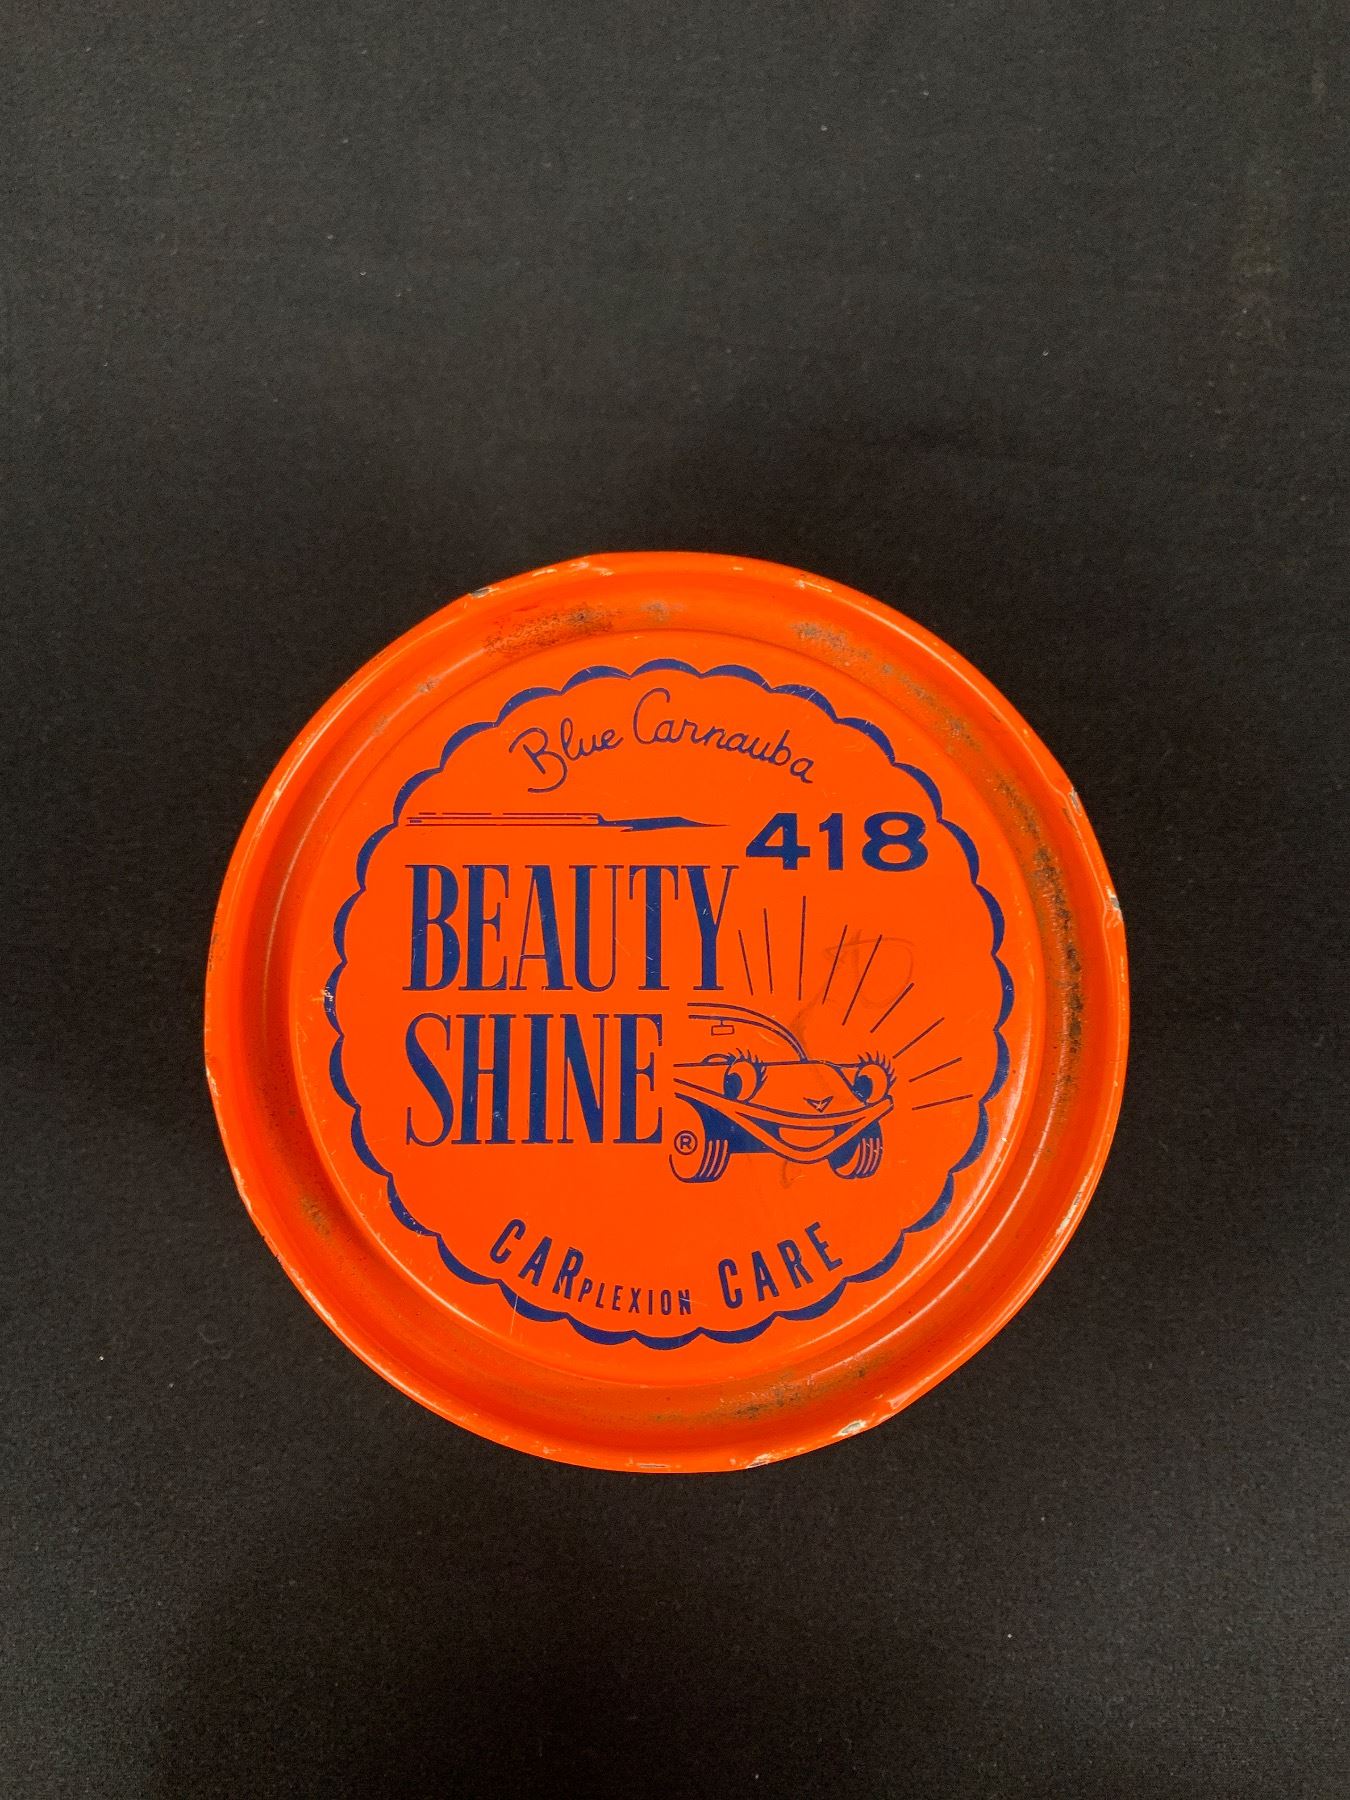 Blue Carnauba
418
BEAUTY
SHINE
®
CARPLEXION CARE